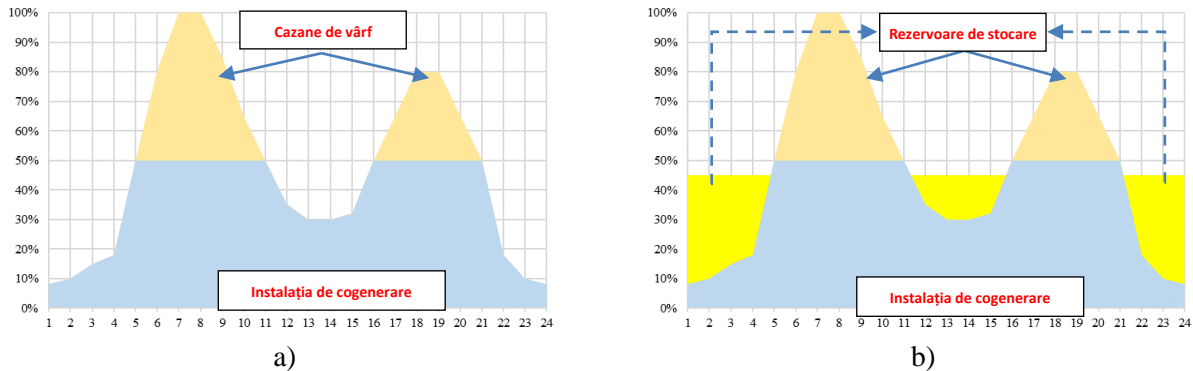 100%
90%
80%
70%
60%
50%
40%
30%
20%
10%
0%
Cazane de vârf
Instalația de cogenerare
1 2 3 4 5 6 7 8 9 10 11 12 13 14 15 16 17 18 19 20 21 22 23 24
a)
100%
90%
80%
70%
60%
50%
40%
30%
20%
10%
0%
Rezervoare de stocare
Instalația de cogenerare
1 2 3 4 5 6 7 8 9 10 11 12 13 14 15 16 17 18 19 20 21 22 23 24
b)